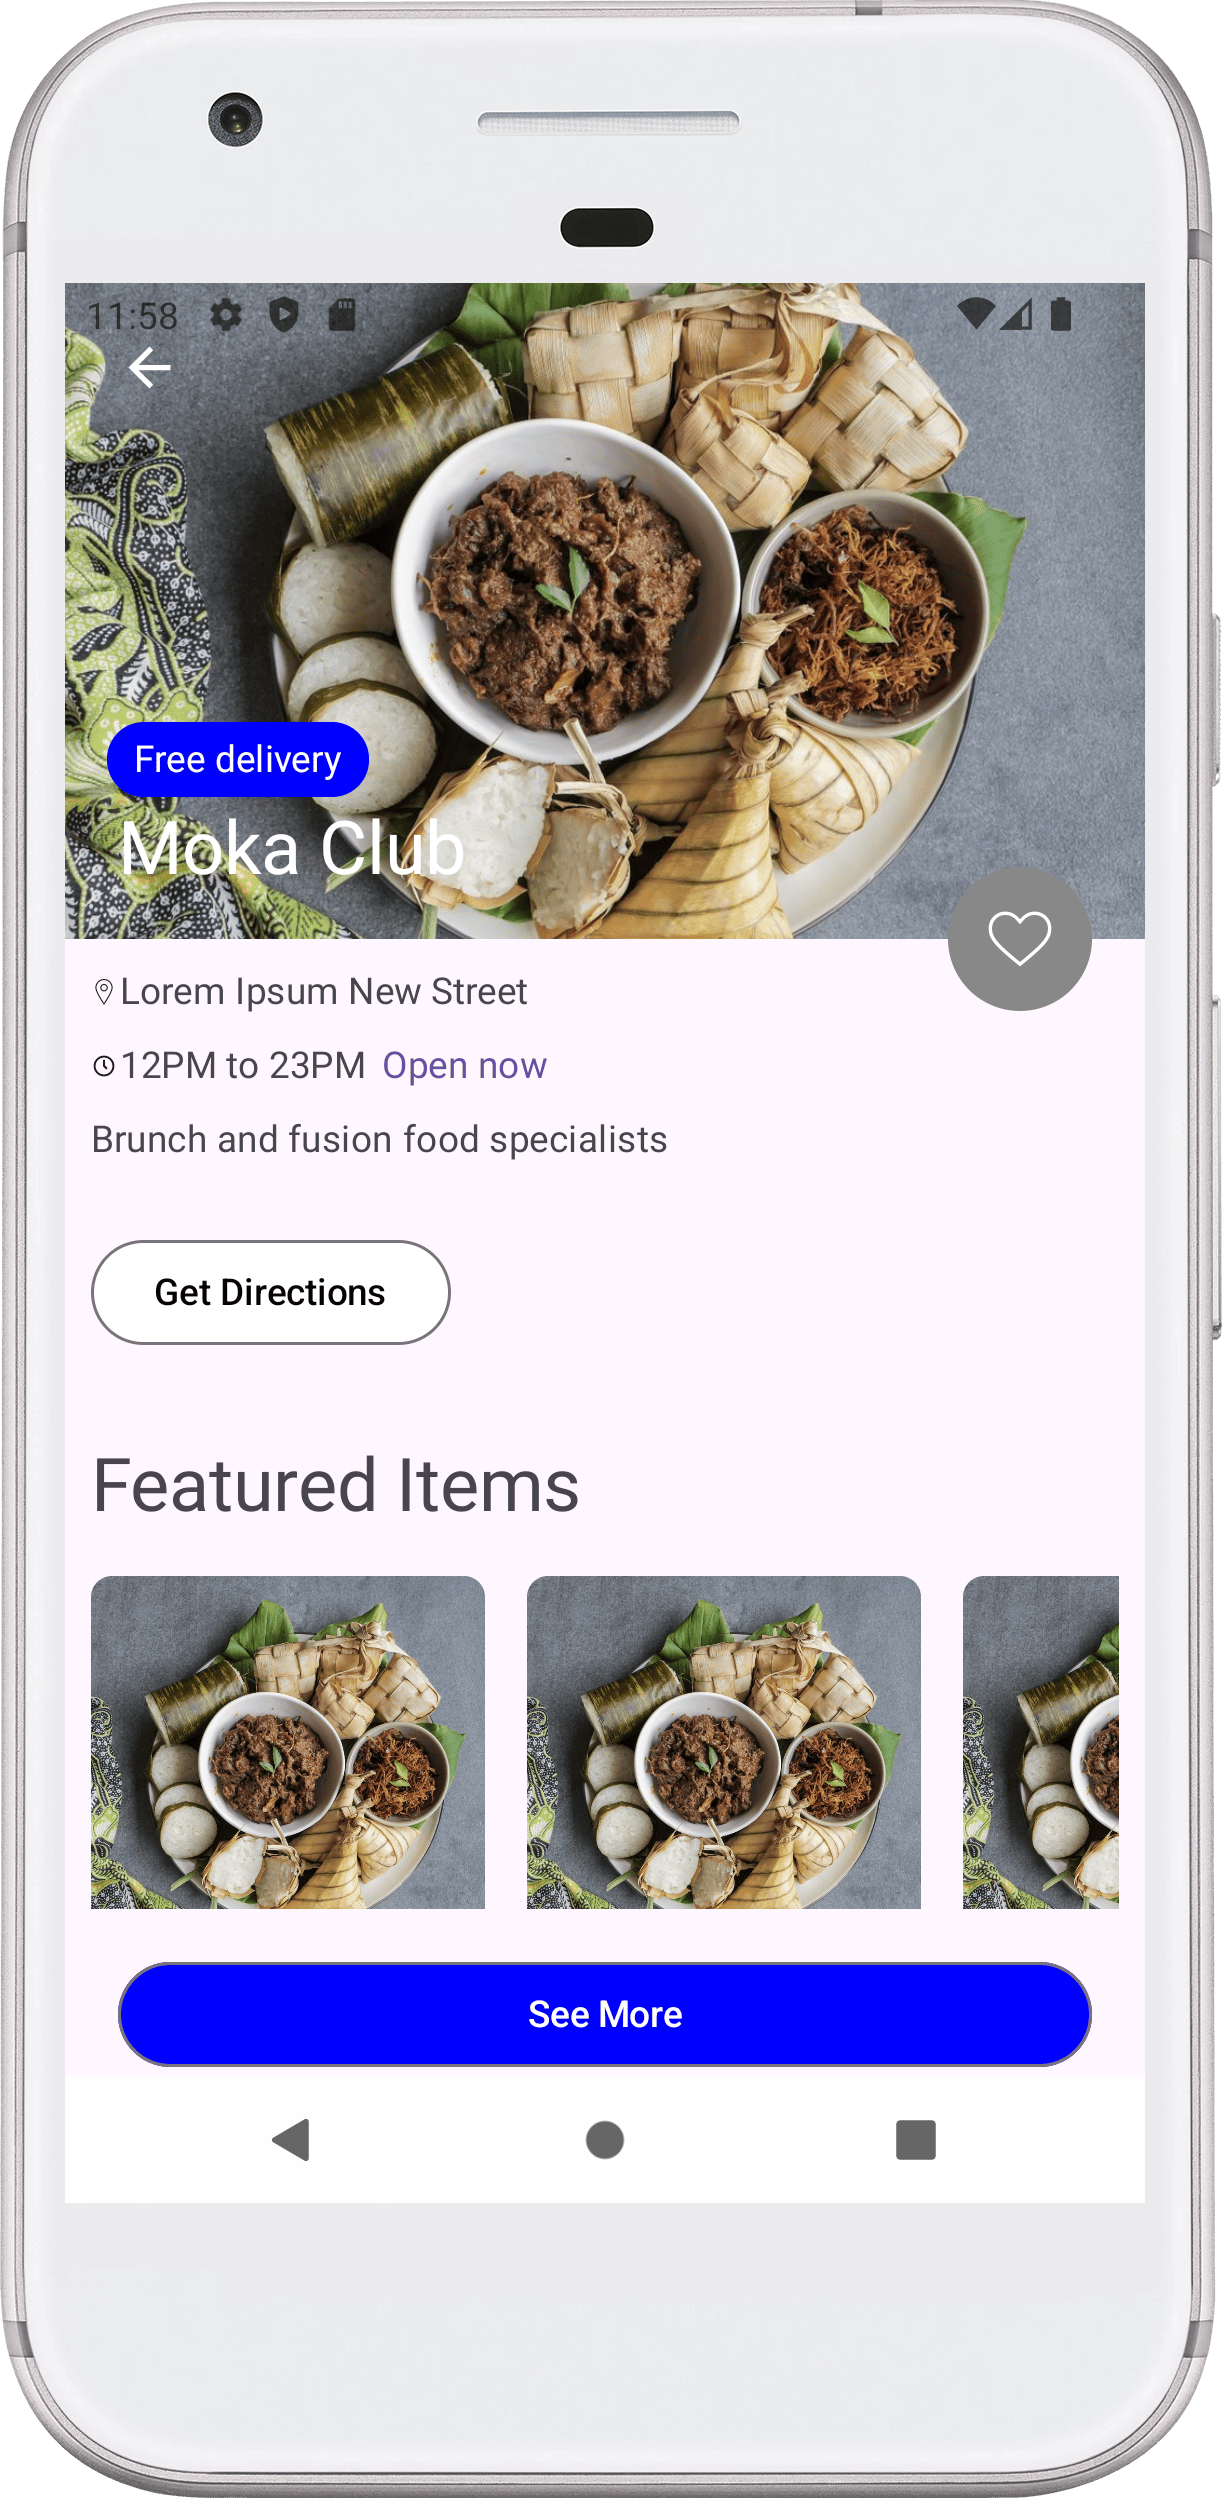 11:58
Free delivery
Moka Club
Lorem Ipsum New Street
12PM to 23PM Open now
Brunch and fusion food specialists
Get Directions
Featured Items
See More